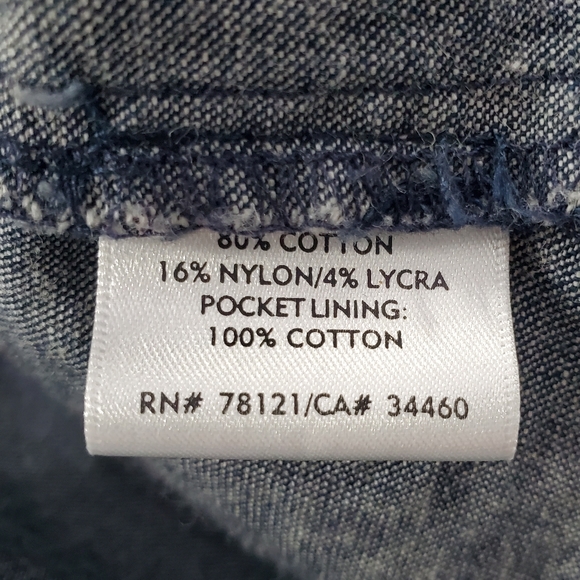 80% COTTON
16% NYLON/4% LYCRA
POCKET LINING:
100% COTTON
RN# 78121/CA# 34460